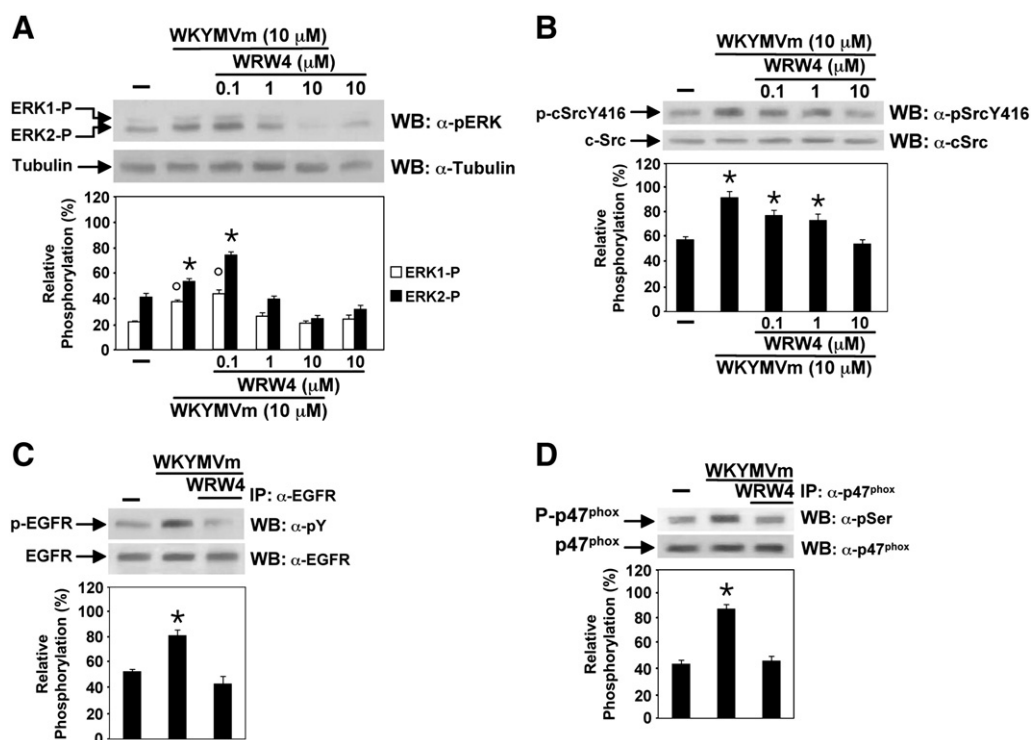 A
WKYMVm (10 μM)
WRW4 (μM)
— 0.1 1 10 10
ERK1-P
ERK2-P
WB: α-pERK
Tubulin
WB: α-Tubulin
Relative
Phosphorylation (%)
120
100
80
60
40
20
0
○ * ○ *
ERK1-P
ERK2-P
— 0.1 1 10 10
WRW4 (μM)
WKYMVm (10 μM)
B
WKYMVm (10 μM)
WRW4 (μM)
— 0.1 1 10
p-cSrcY416
WB: α-pSrcY416
c-Src
WB: α-cSrc
Relative
Phosphorylation (%)
120
100
80
60
40
20
0
* * *
— 0.1 1 10
WRW4 (μM)
WKYMVm (10 μM)
C
WKYMVm
— WRW4 IP: α-EGFR
p-EGFR
WB: α-pY
EGFR
WB: α-EGFR
Relative
Phosphorylation (%)
120
100
80
60
40
20
0
*
D
WKYMVm
— WRW4 IP: α-p47phox
P-p47phox
WB: α-pSer
p47phox
WB: α-p47phox
Relative
Phosphorylation (%)
120
100
80
60
40
20
0
*